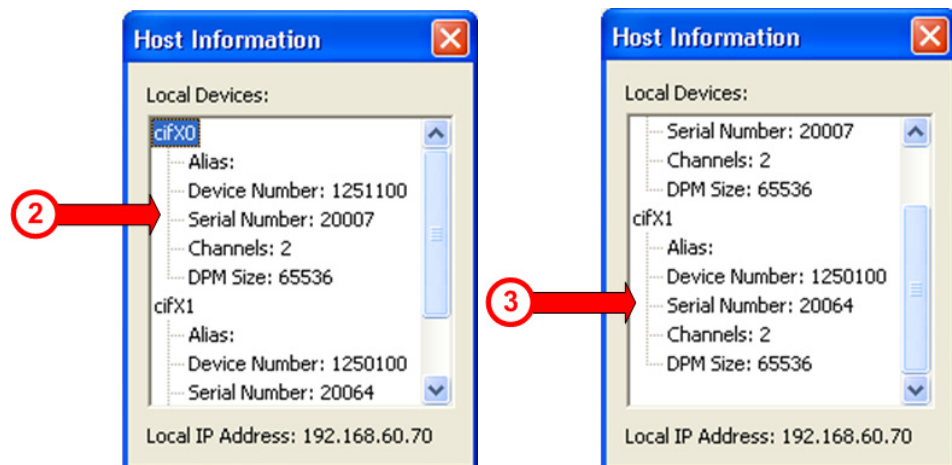 Host Information
Local Devices:
cifX0
Alias:
Device Number: 1251100
2
Serial Number: 20007
Channels: 2
DPM Size: 65536
cifX1
Alias:
Device Number: 1250100
Serial Number: 20064
Local IP Address: 192.168.60.70
Host Information
Local Devices:
Serial Number: 20007
Channels: 2
DPM Size: 65536
cifX1
Alias:
Device Number: 1250100
3
Serial Number: 20064
Channels: 2
DPM Size: 65536
Local IP Address: 192.168.60.70